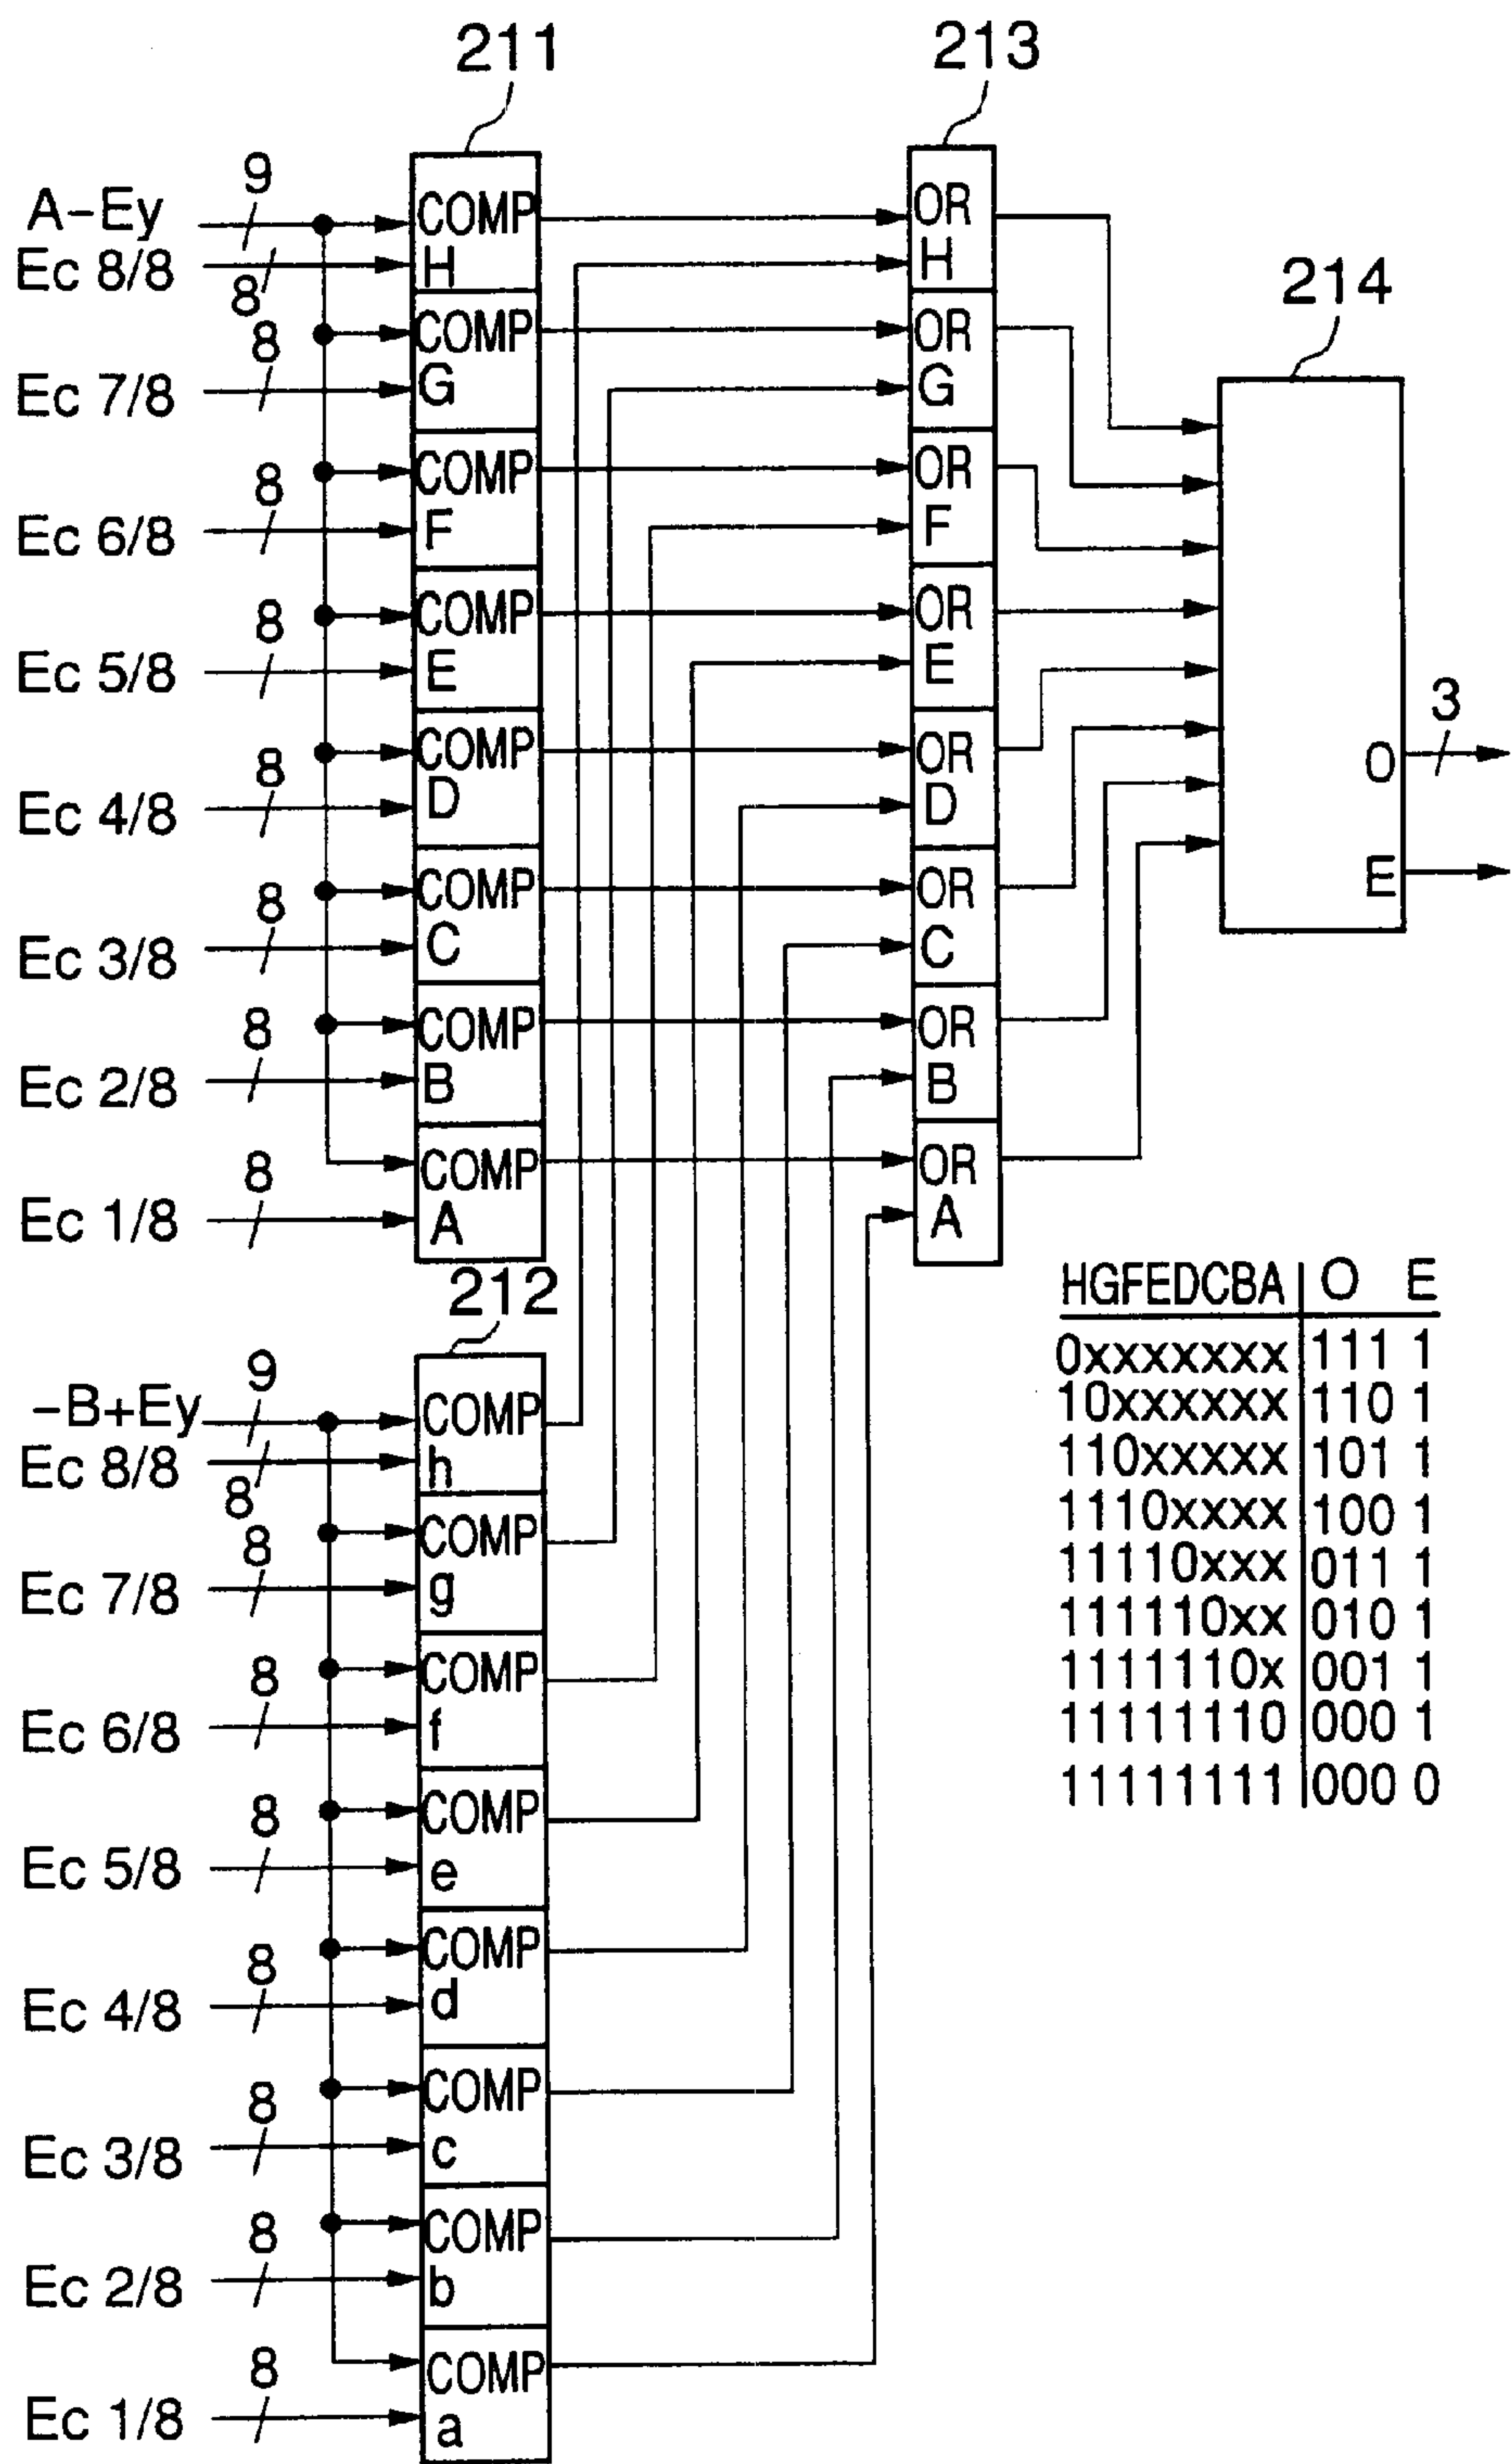 211
213
214
A-Ey
9
Ec 8/8
8
COMP
H
OR
H
Ec 7/8
8
COMP
G
OR
G
Ec 6/8
8
COMP
F
OR
F
Ec 5/8
8
COMP
E
OR
E
Ec 4/8
8
COMP
D
OR
D
Ec 3/8
8
COMP
C
OR
C
Ec 2/8
8
COMP
B
OR
B
Ec 1/8
8
COMP
A
OR
A
O
3
E
212
-B+Ey
9
Ec 8/8
8
COMP
h
Ec 7/8
8
COMP
g
Ec 6/8
8
COMP
f
Ec 5/8
8
COMP
e
Ec 4/8
8
COMP
d
Ec 3/8
8
COMP
c
Ec 2/8
8
COMP
b
Ec 1/8
8
COMP
a
HGFEDCBA O E
0xxxxxxx 111 1
10xxxxxx 110 1
110xxxxx 101 1
1110xxxx 100 1
11110xxx 011 1
111110xx 010 1
1111110x 001 1
11111110 000 1
11111111 000 0